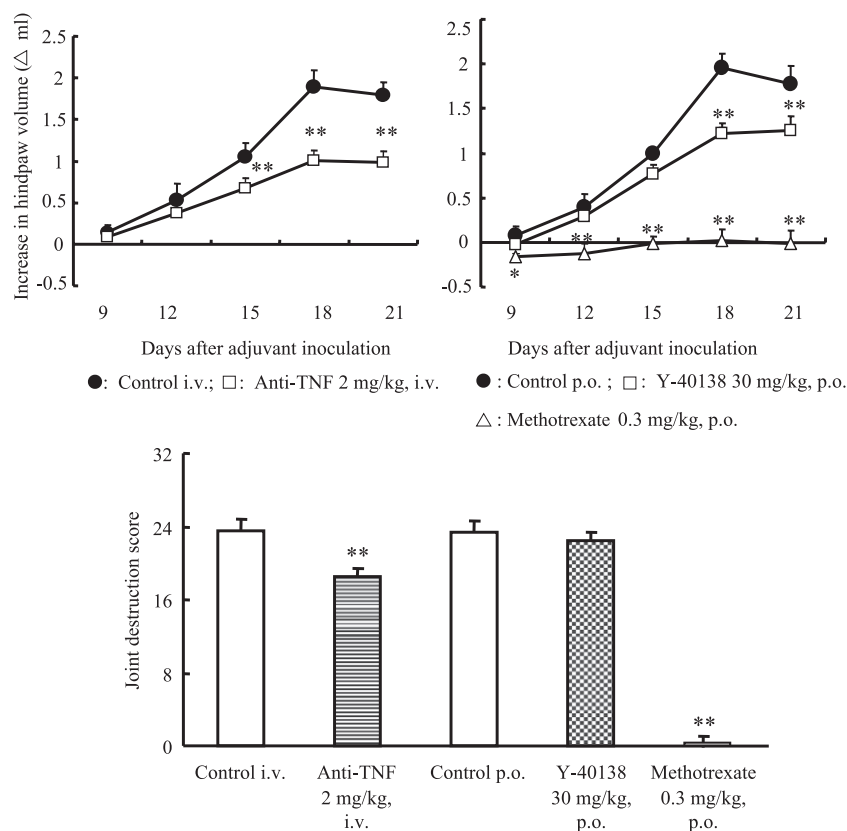 Increase in hindpaw volume (△ ml)
2.5
2
1.5
1
0.5
0
-0.5
**
**
**
9 12 15 18 21
Days after adjuvant inoculation
●: Control i.v.; □: Anti-TNF 2 mg/kg, i.v.
2.5
2
1.5
1
0.5
0
-0.5
**
**
*
**
**
**
**
9 12 15 18 21
Days after adjuvant inoculation
●: Control p.o. ; □: Y-40138 30 mg/kg, p.o.
△: Methotrexate 0.3 mg/kg, p.o.
Joint destruction score
32
24
16
8
0
**
**
Control i.v.
Anti-TNF
2 mg/kg,
i.v.
Control p.o.
Y-40138
30 mg/kg,
p.o.
Methotrexate
0.3 mg/kg,
p.o.